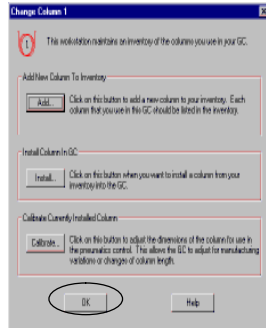 Change Column 1
1
This workstation maintains an inventory of the columns you use in your GC.
Add New Column To Inventory
Add...
Click on this button to add a new column to your inventory. Each
column that you use in this GC should be listed in the inventory.
Install Column In GC
Install...
Click on this button when you want to install a column from your
inventory into the GC.
Calibrate Currently Installed Column
Calibrate...
Click on this button to adjust the dimensions of the column for use in
the pneumatics control. This allows the GC to adjust for manufacturing
variations or changes of column length.
OK
Help